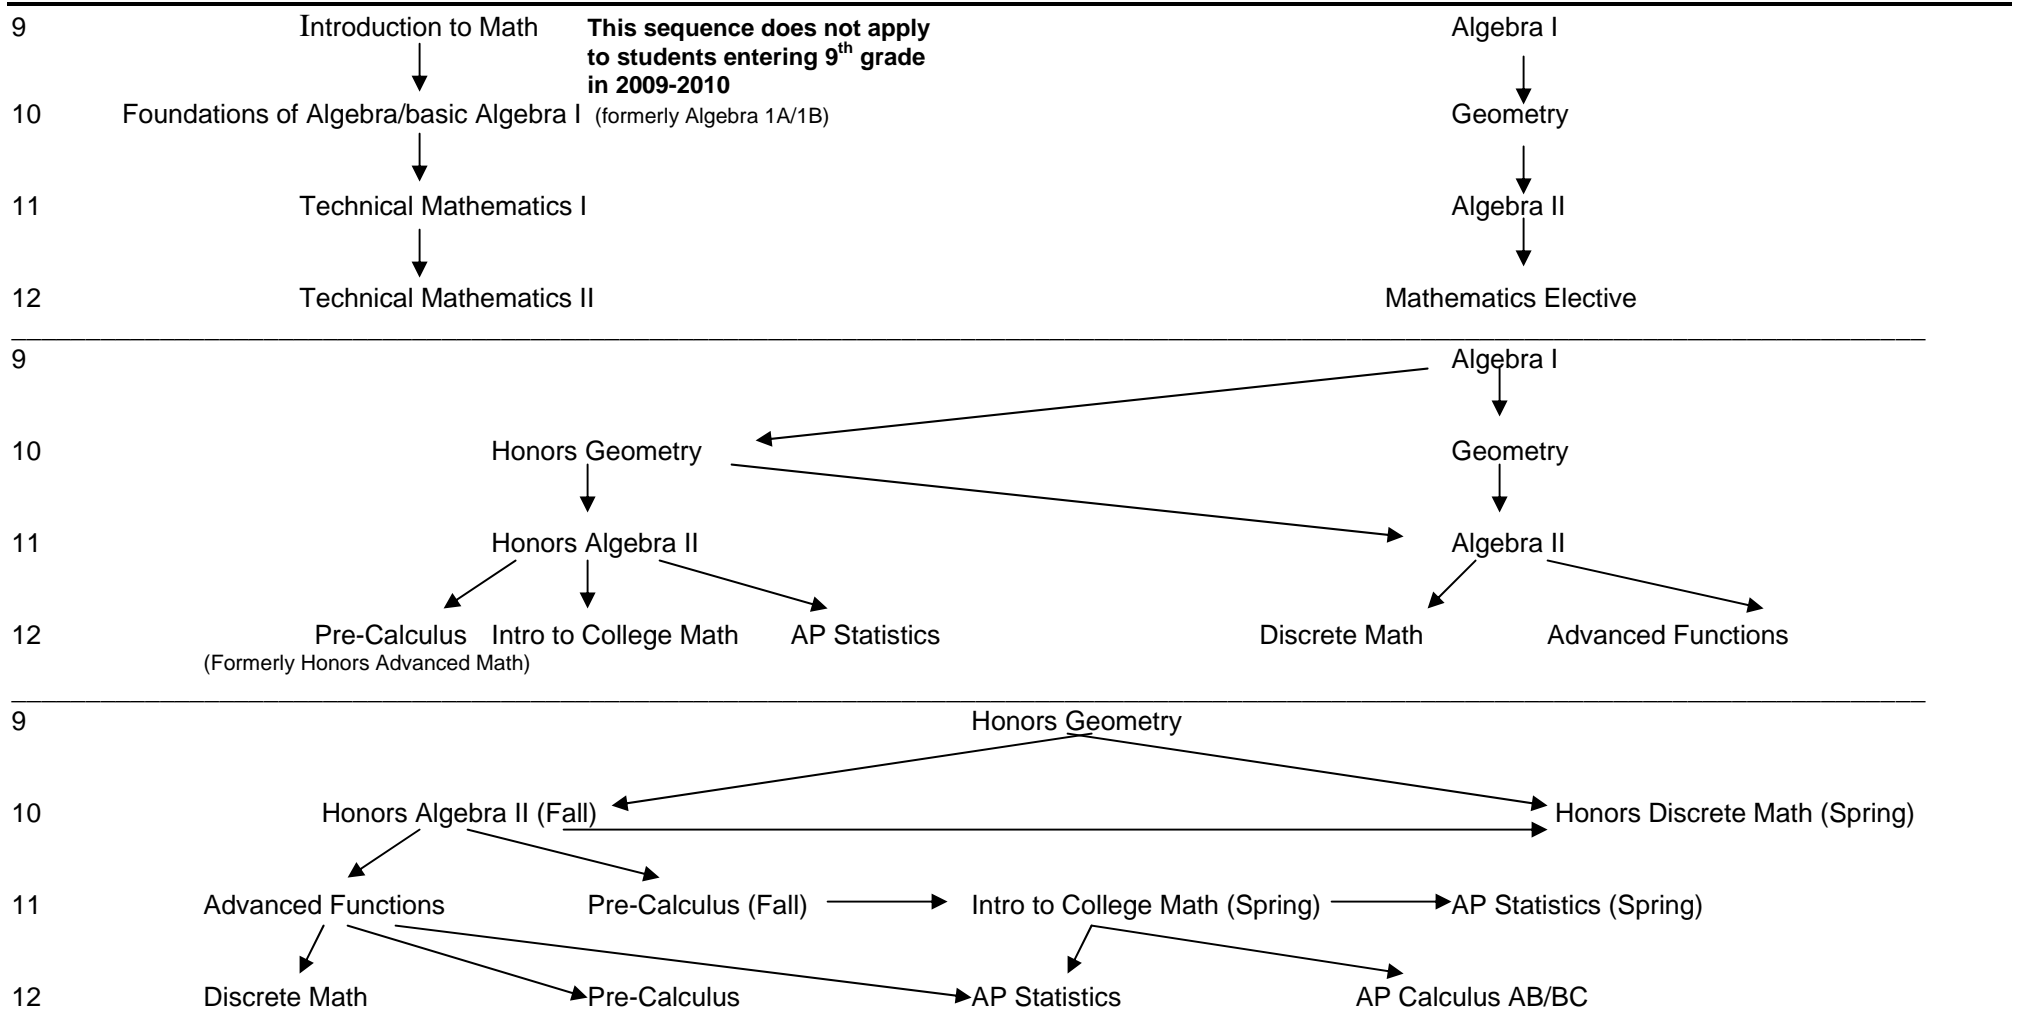 9 Introduction to Math This sequence does not apply Algebra I
to students entering 9th grade
in 2009-2010
10 Foundations of Algebra/basic Algebra I (formerly Algebra 1A/1B) Geometry
11 Technical Mathematics I Algebra II
12 Technical Mathematics II Mathematics Elective
9 Algebra I
10 Honors Geometry Geometry
11 Honors Algebra II Algebra II
12 Pre-Calculus Intro to College Math AP Statistics Discrete Math Advanced Functions
(Formerly Honors Advanced Math)
9 Honors Geometry
10 Honors Algebra II (Fall) Honors Discrete Math (Spring)
11 Advanced Functions Pre-Calculus (Fall) Intro to College Math (Spring) AP Statistics (Spring)
12 Discrete Math Pre-Calculus AP Statistics AP Calculus AB/BC